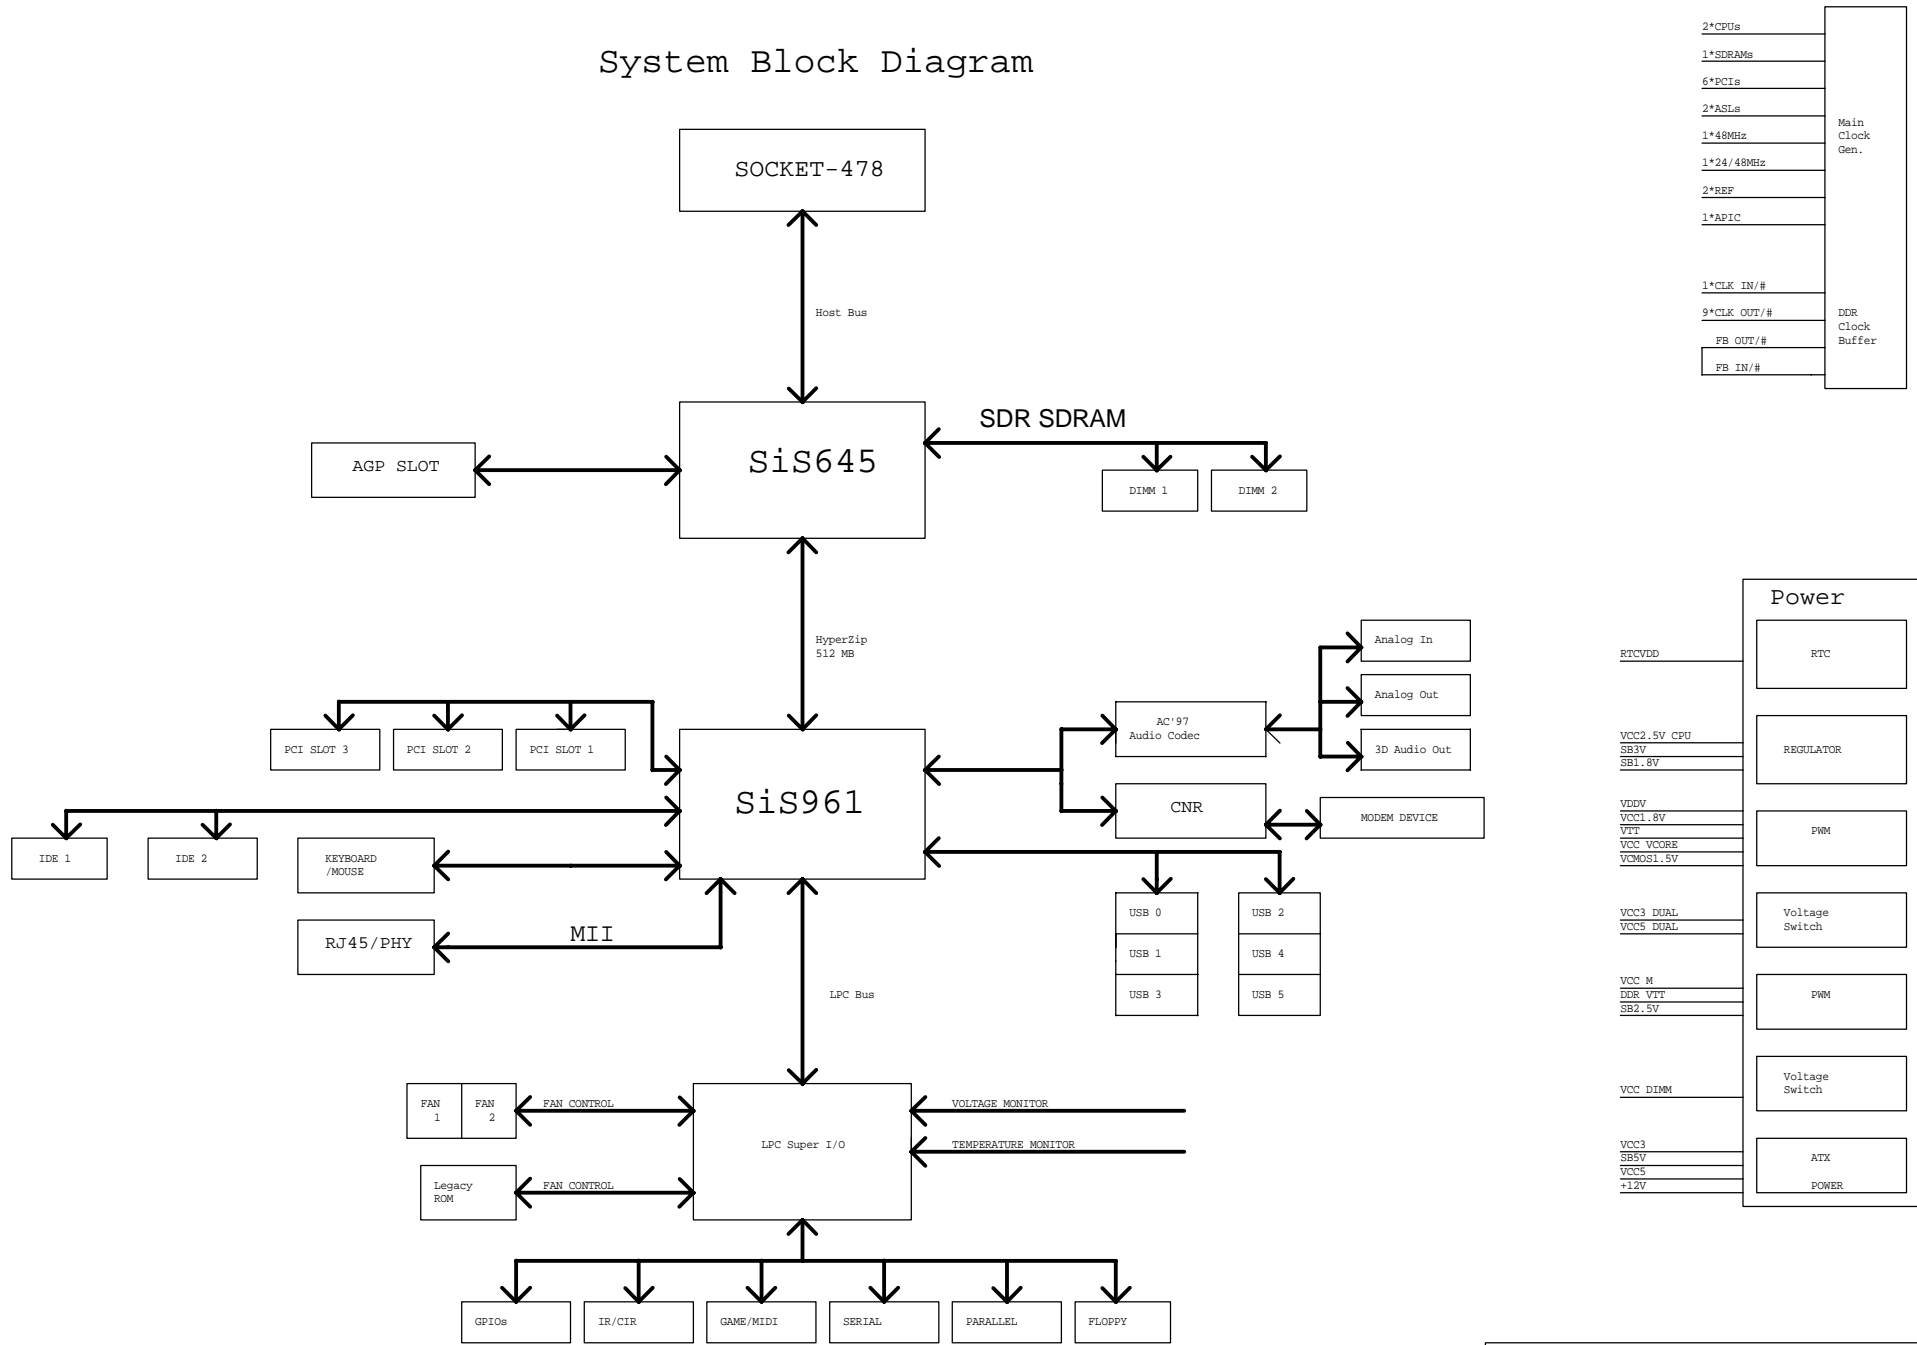 System Block Diagram
SOCKET-478
Host Bus
SDR SDRAM
AGP SLOT
SiS645
DIMM 1
DIMM 2
HyperZip
512 MB
PCI SLOT 3
PCI SLOT 2
PCI SLOT 1
SiS961
AC'97
Audio Codec
Analog In
Analog Out
3D Audio Out
CNR
MODEM DEVICE
IDE 1
IDE 2
KEYBOARD
/MOUSE
RJ45/PHY
MII
USB 0
USB 1
USB 3
USB 2
USB 4
USB 5
LPC Bus
FAN
1
FAN
2
FAN CONTROL
VOLTAGE MONITOR
LPC Super I/O
TEMPERATURE MONITOR
Legacy
ROM
FAN CONTROL
GPIOs
IR/CIR
GAME/MIDI
SERIAL
PARALLEL
FLOPPY
2*CPUs
1*SDRAMs
6*PCIs
2*ASLs
1*48MHz
1*24/48MHz
2*REF
1*APIC
Main
Clock
Gen.
1*CLK IN/#
9*CLK OUT/#
FB OUT/#
FB IN/#
DDR
Clock
Buffer
Power
RTCVDD
RTC
VCC2.5V CPU
SB3V
SB1.8V
REGULATOR
VDDV
VCC1.8V
VTT
VCC VCORE
VCMOS1.5V
PWM
VCC3 DUAL
VCC5 DUAL
Voltage
Switch
VCC M
DDR VTT
SB2.5V
PWM
VCC DIMM
Voltage
Switch
VCC3
SB5V
VCC5
+12V
ATX
POWER